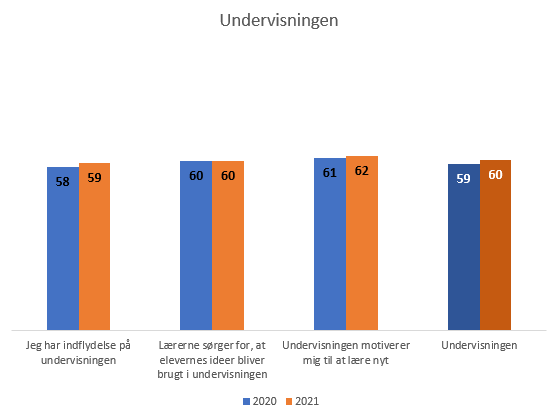 Undervisningen
58
59
60
60
61
62
59
60
Jeg har indflydelse på
undervisningen
Lærerne sørger for, at
elevernes ideer bliver
brugt i undervisningen
Undervisningen motiverer
mig til at lære nyt
Undervisningen
2020
2021